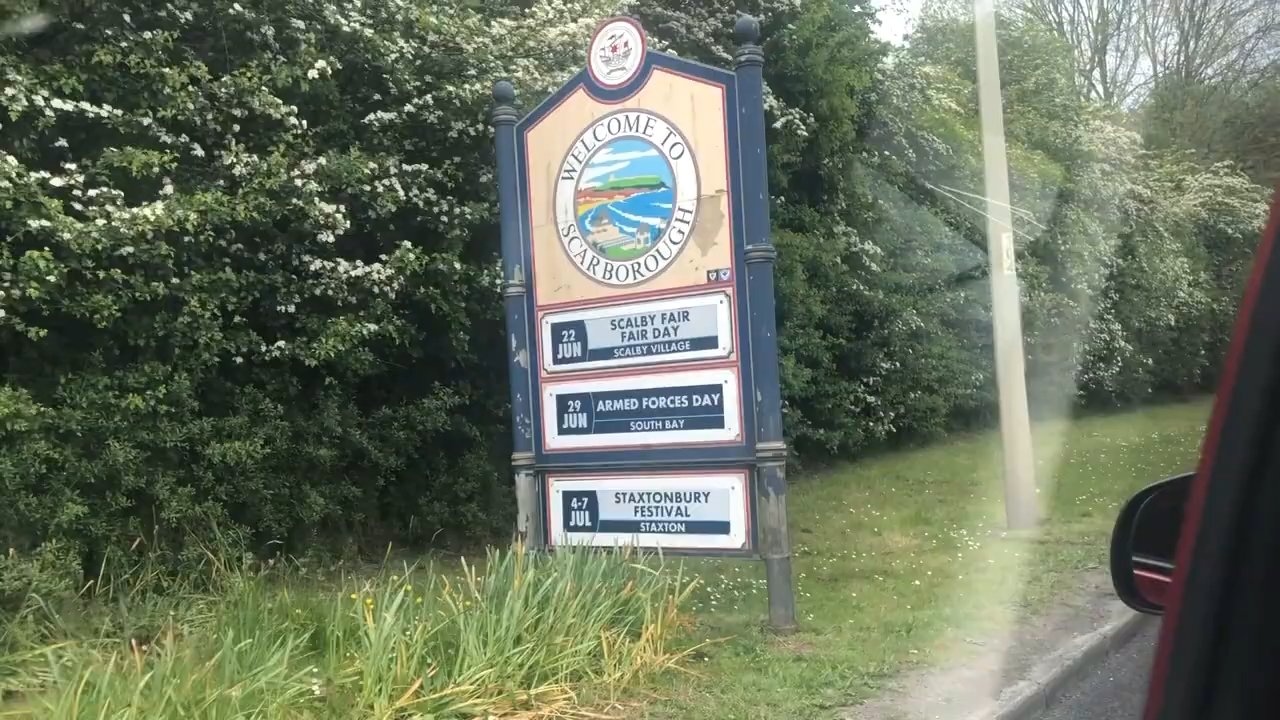 WELCOME TO
SCARBOROUGH
22
JUN
SCALBY FAIR
FAIR DAY
SCALBY VILLAGE
29
JUN
ARMED FORCES DAY
SOUTH BAY
4-7
JUL
STAXTONBURY
FESTIVAL
STAXTON